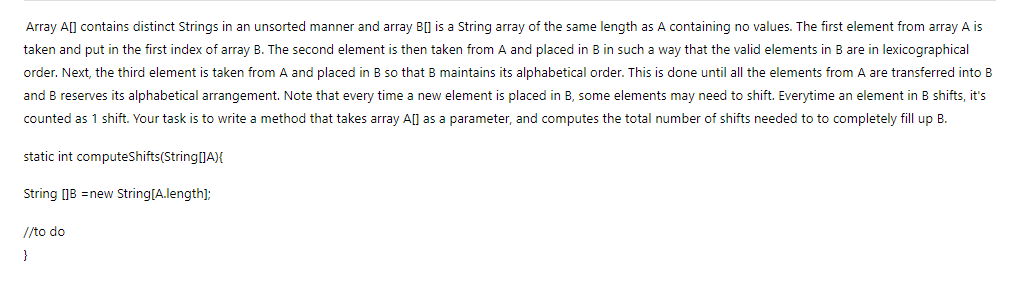 Array A[] contains distinct Strings in an unsorted manner and array B[] is a String array of the same length as A containing no values. The first element from array A is
taken and put in the first index of array B. The second element is then taken from A and placed in B in such a way that the valid elements in B are in lexicographical
order. Next, the third element is taken from A and placed in B so that B maintains its alphabetical order. This is done until all the elements from A are transferred into B
and B reserves its alphabetical arrangement. Note that every time a new element is placed in B, some elements may need to shift. Everytime an element in B shifts, it's
counted as 1 shift. Your task is to write a method that takes array A[] as a parameter, and computes the total number of shifts needed to to completely fill up B.
static int computeShifts(String[]A){
String []B =new String[A.length];
//to do
}